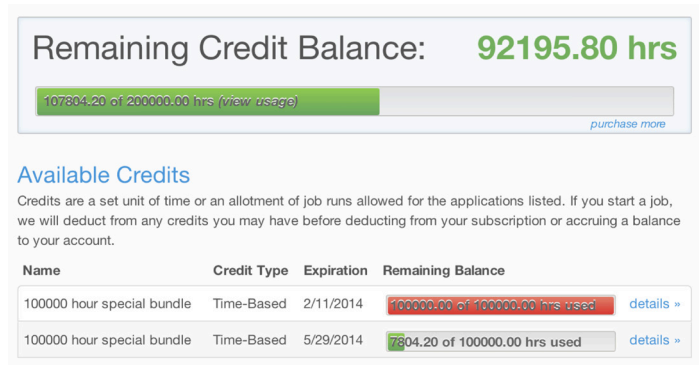 Remaining Credit Balance: 92195.80 hrs
107804.20 of 200000.00 hrs (view usage)
purchase more
Available Credits
Credits are a set unit of time or an allotment of job runs allowed for the applications listed. If you start a job,
we will deduct from any credits you may have before deducting from your subscription or accruing a balance
to your account.
Name Credit Type Expiration Remaining Balance
100000 hour special bundle Time-Based 2/11/2014 100000.00 of 100000.00 hrs used details »
100000 hour special bundle Time-Based 5/29/2014 7804.20 of 100000.00 hrs used details »